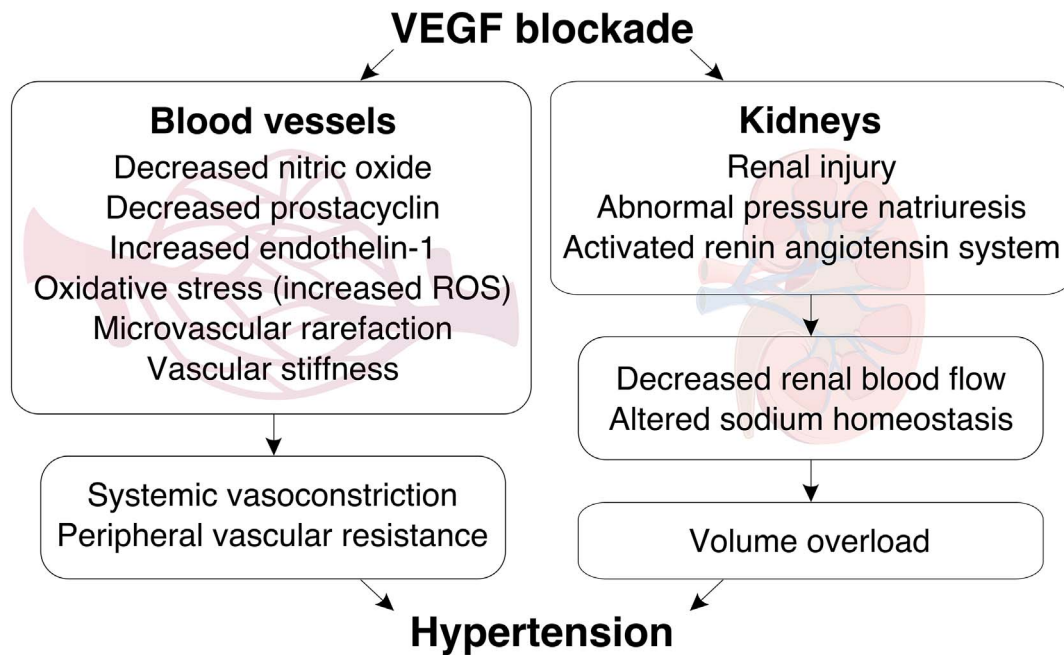 VEGF blockade
Blood vessels
Decreased nitric oxide
Decreased prostacyclin
Increased endothelin-1
Oxidative stress (increased ROS)
Microvascular rarefaction
Vascular stiffness
Systemic vasoconstriction
Peripheral vascular resistance
Kidneys
Renal injury
Abnormal pressure natriuresis
Activated renin angiotensin system
Decreased renal blood flow
Altered sodium homeostasis
Volume overload
Hypertension